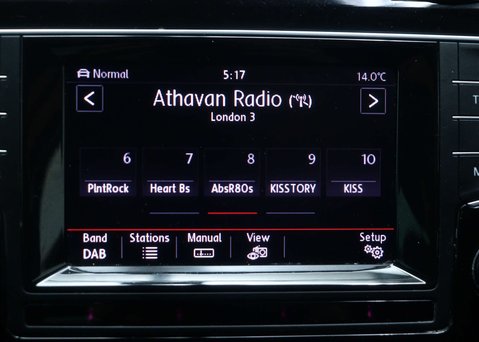 Normal 5:17 14.0°C
< Athavan Radio >
London 3
6 7 8 9 10
PlntRock Heart Bs AbsR80s KISSTORY KISS
Band Stations Manual View Setup
DAB